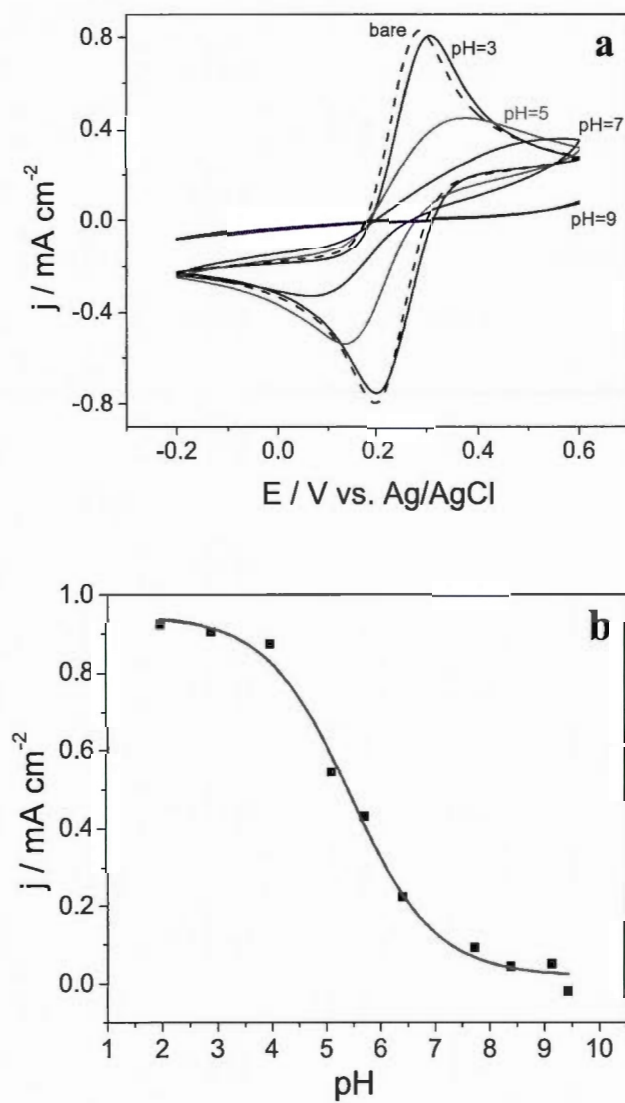 a
bare
pH=3
pH=5
pH=7
pH=9
0.8
0.4
0.0
-0.4
-0.8
j / mA cm⁻²
-0.2 0.0 0.2 0.4 0.6
E / V vs. Ag/AgCl
b
1.0
0.8
0.6
0.4
0.2
0.0
j / mA cm⁻²
1 2 3 4 5 6 7 8 9 10
pH